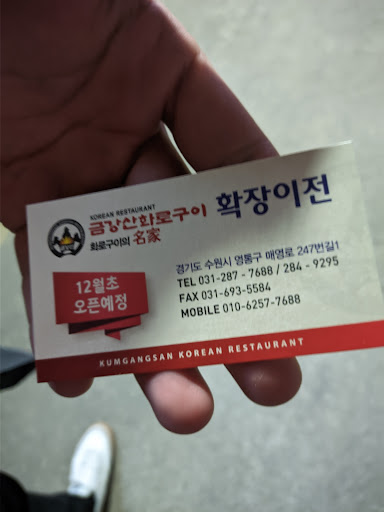 KOREAN RESTAURANT
금강산화로구이 확장이전
화로구이의 名家
12월초
오픈예정
경기도 수원시 영통구 매영로 247번길1
TEL 031-287 - 7688 / 284 - 9295
FAX 031-693-5584
MOBILE 010-6257-7688
KUMGANGSAN KOREAN RESTAURANT